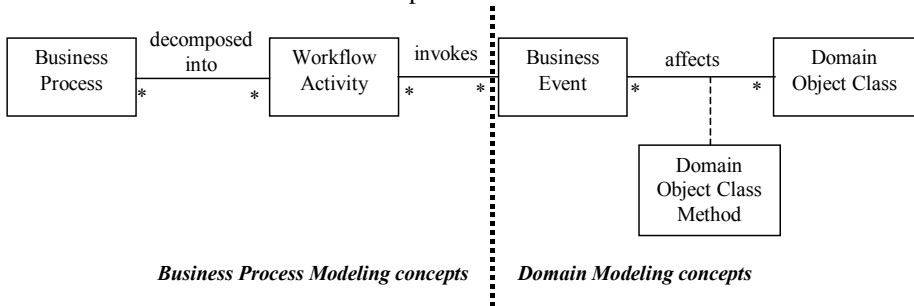 decomposed
into
Business
Process
*
*
Workflow
Activity
invokes
*
*
Business
Event
affects
*
*
Domain
Object Class
Domain
Object Class
Method
Business Process Modeling concepts
Domain Modeling concepts